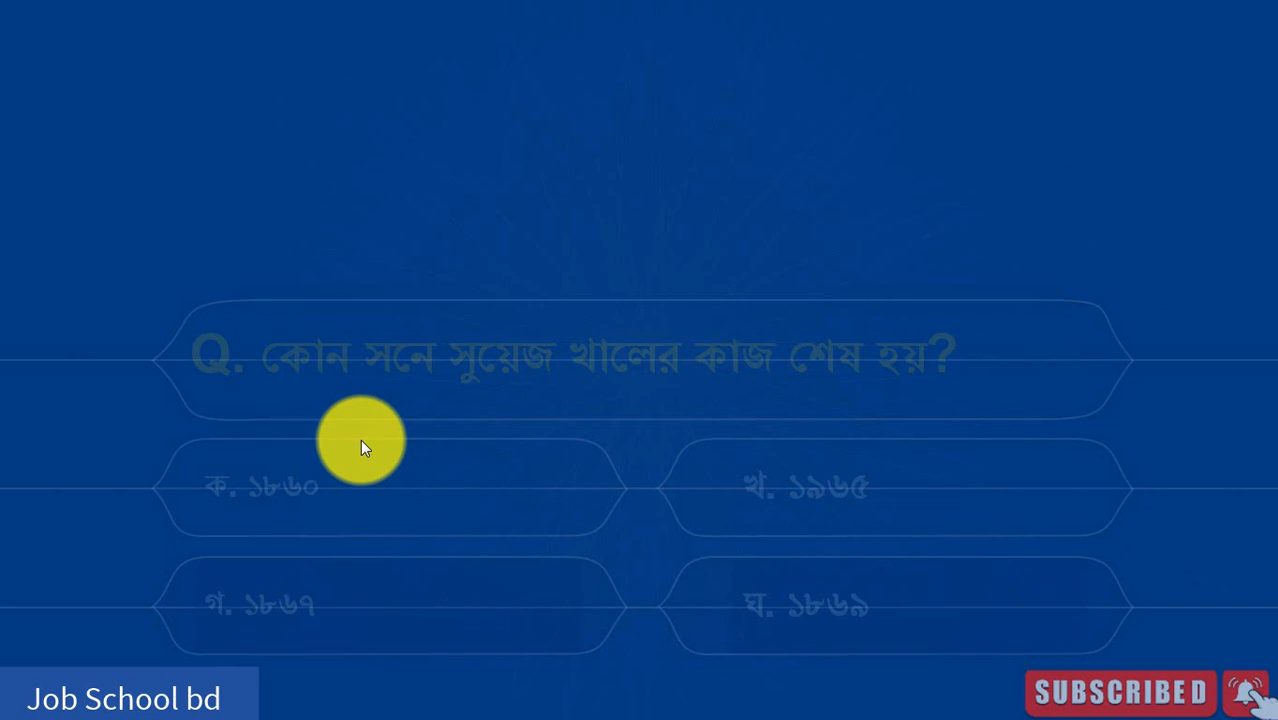 Q. কোন সনে সুয়েজ খালের কাজ শেষ হয়?
ক. ১৮৬০
খ. ১৯৬৫
গ. ১৮৬৭
ঘ. ১৮৬৯
Job School bd
SUBSCRIBED